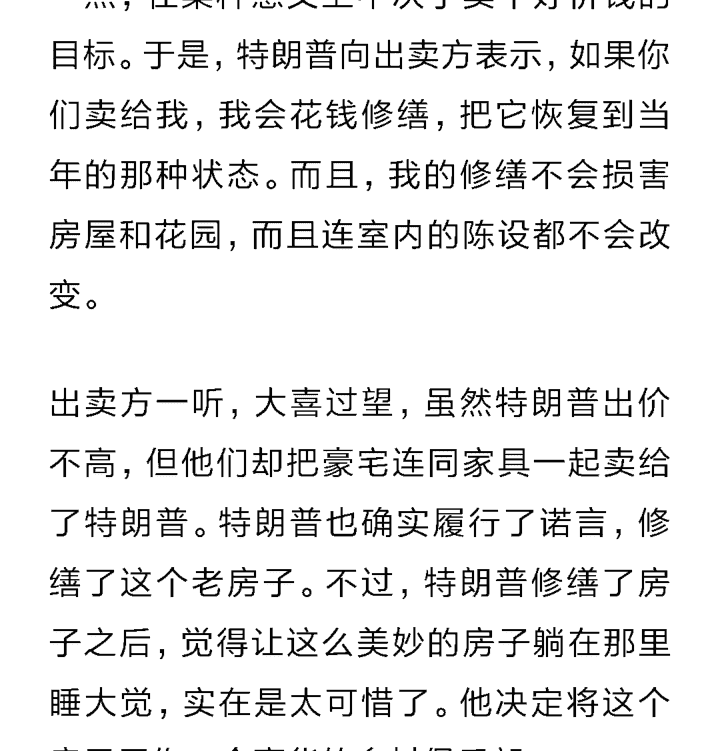 目标。于是，特朗普向出卖方表示，如果你
们卖给我，我会花钱修缮，把它恢复到当
年的那种状态。而且，我的修缮不会损害
房屋和花园，而且连室内的陈设都不会改
变。
出卖方一听，大喜过望，虽然特朗普出价
不高，但他们却把豪宅连同家具一起卖给
了特朗普。特朗普也确实履行了诺言，修
缮了这个老房子。不过，特朗普修缮了房
子之后，觉得让这么美妙的房子躺在那里
睡大觉，实在是太可惜了。他决定将这个